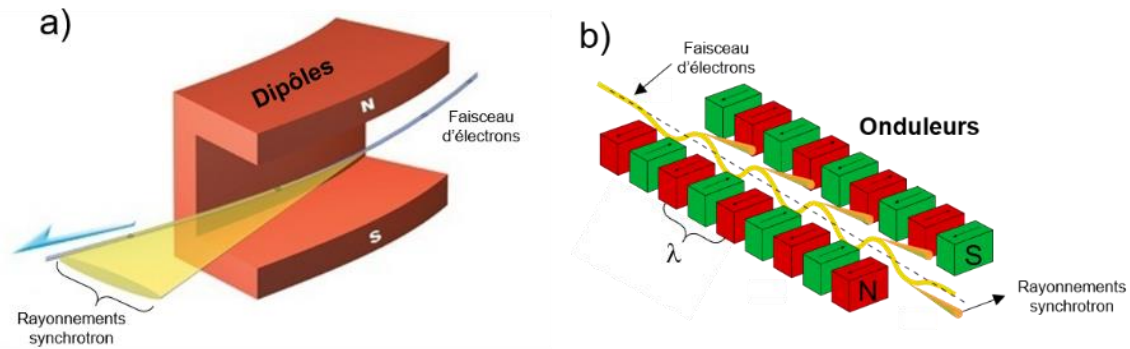 a)
Dipôles
N
Faisceau
d'électrons
S
Rayonnements
synchrotron
b)
Faisceau
d'électrons
Onduleurs
λ
S
N
Rayonnements
synchrotron